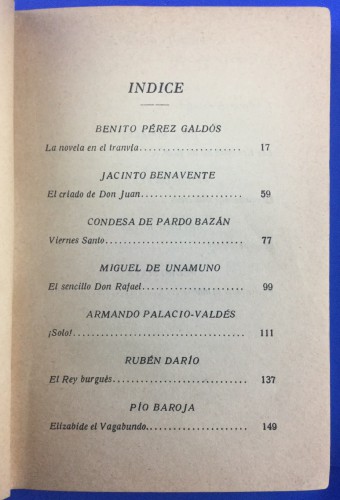 INDICE
BENITO PÉREZ GALDÓS
La novela en el tranvía...................... 17
JACINTO BENAVENTE
El criado de Don Juan...................... 59
CONDESA DE PARDO BAZÁN
Viernes Santo.............................. 77
MIGUEL DE UNAMUNO
El sencillo Don Rafael...................... 99
ARMANDO PALACIO-VALDÉS
¡Solo!..................................... 111
RUBÉN DARÍO
El Rey burgués............................. 137
PÍO BAROJA
Elizabide el Vagabundo..................... 149